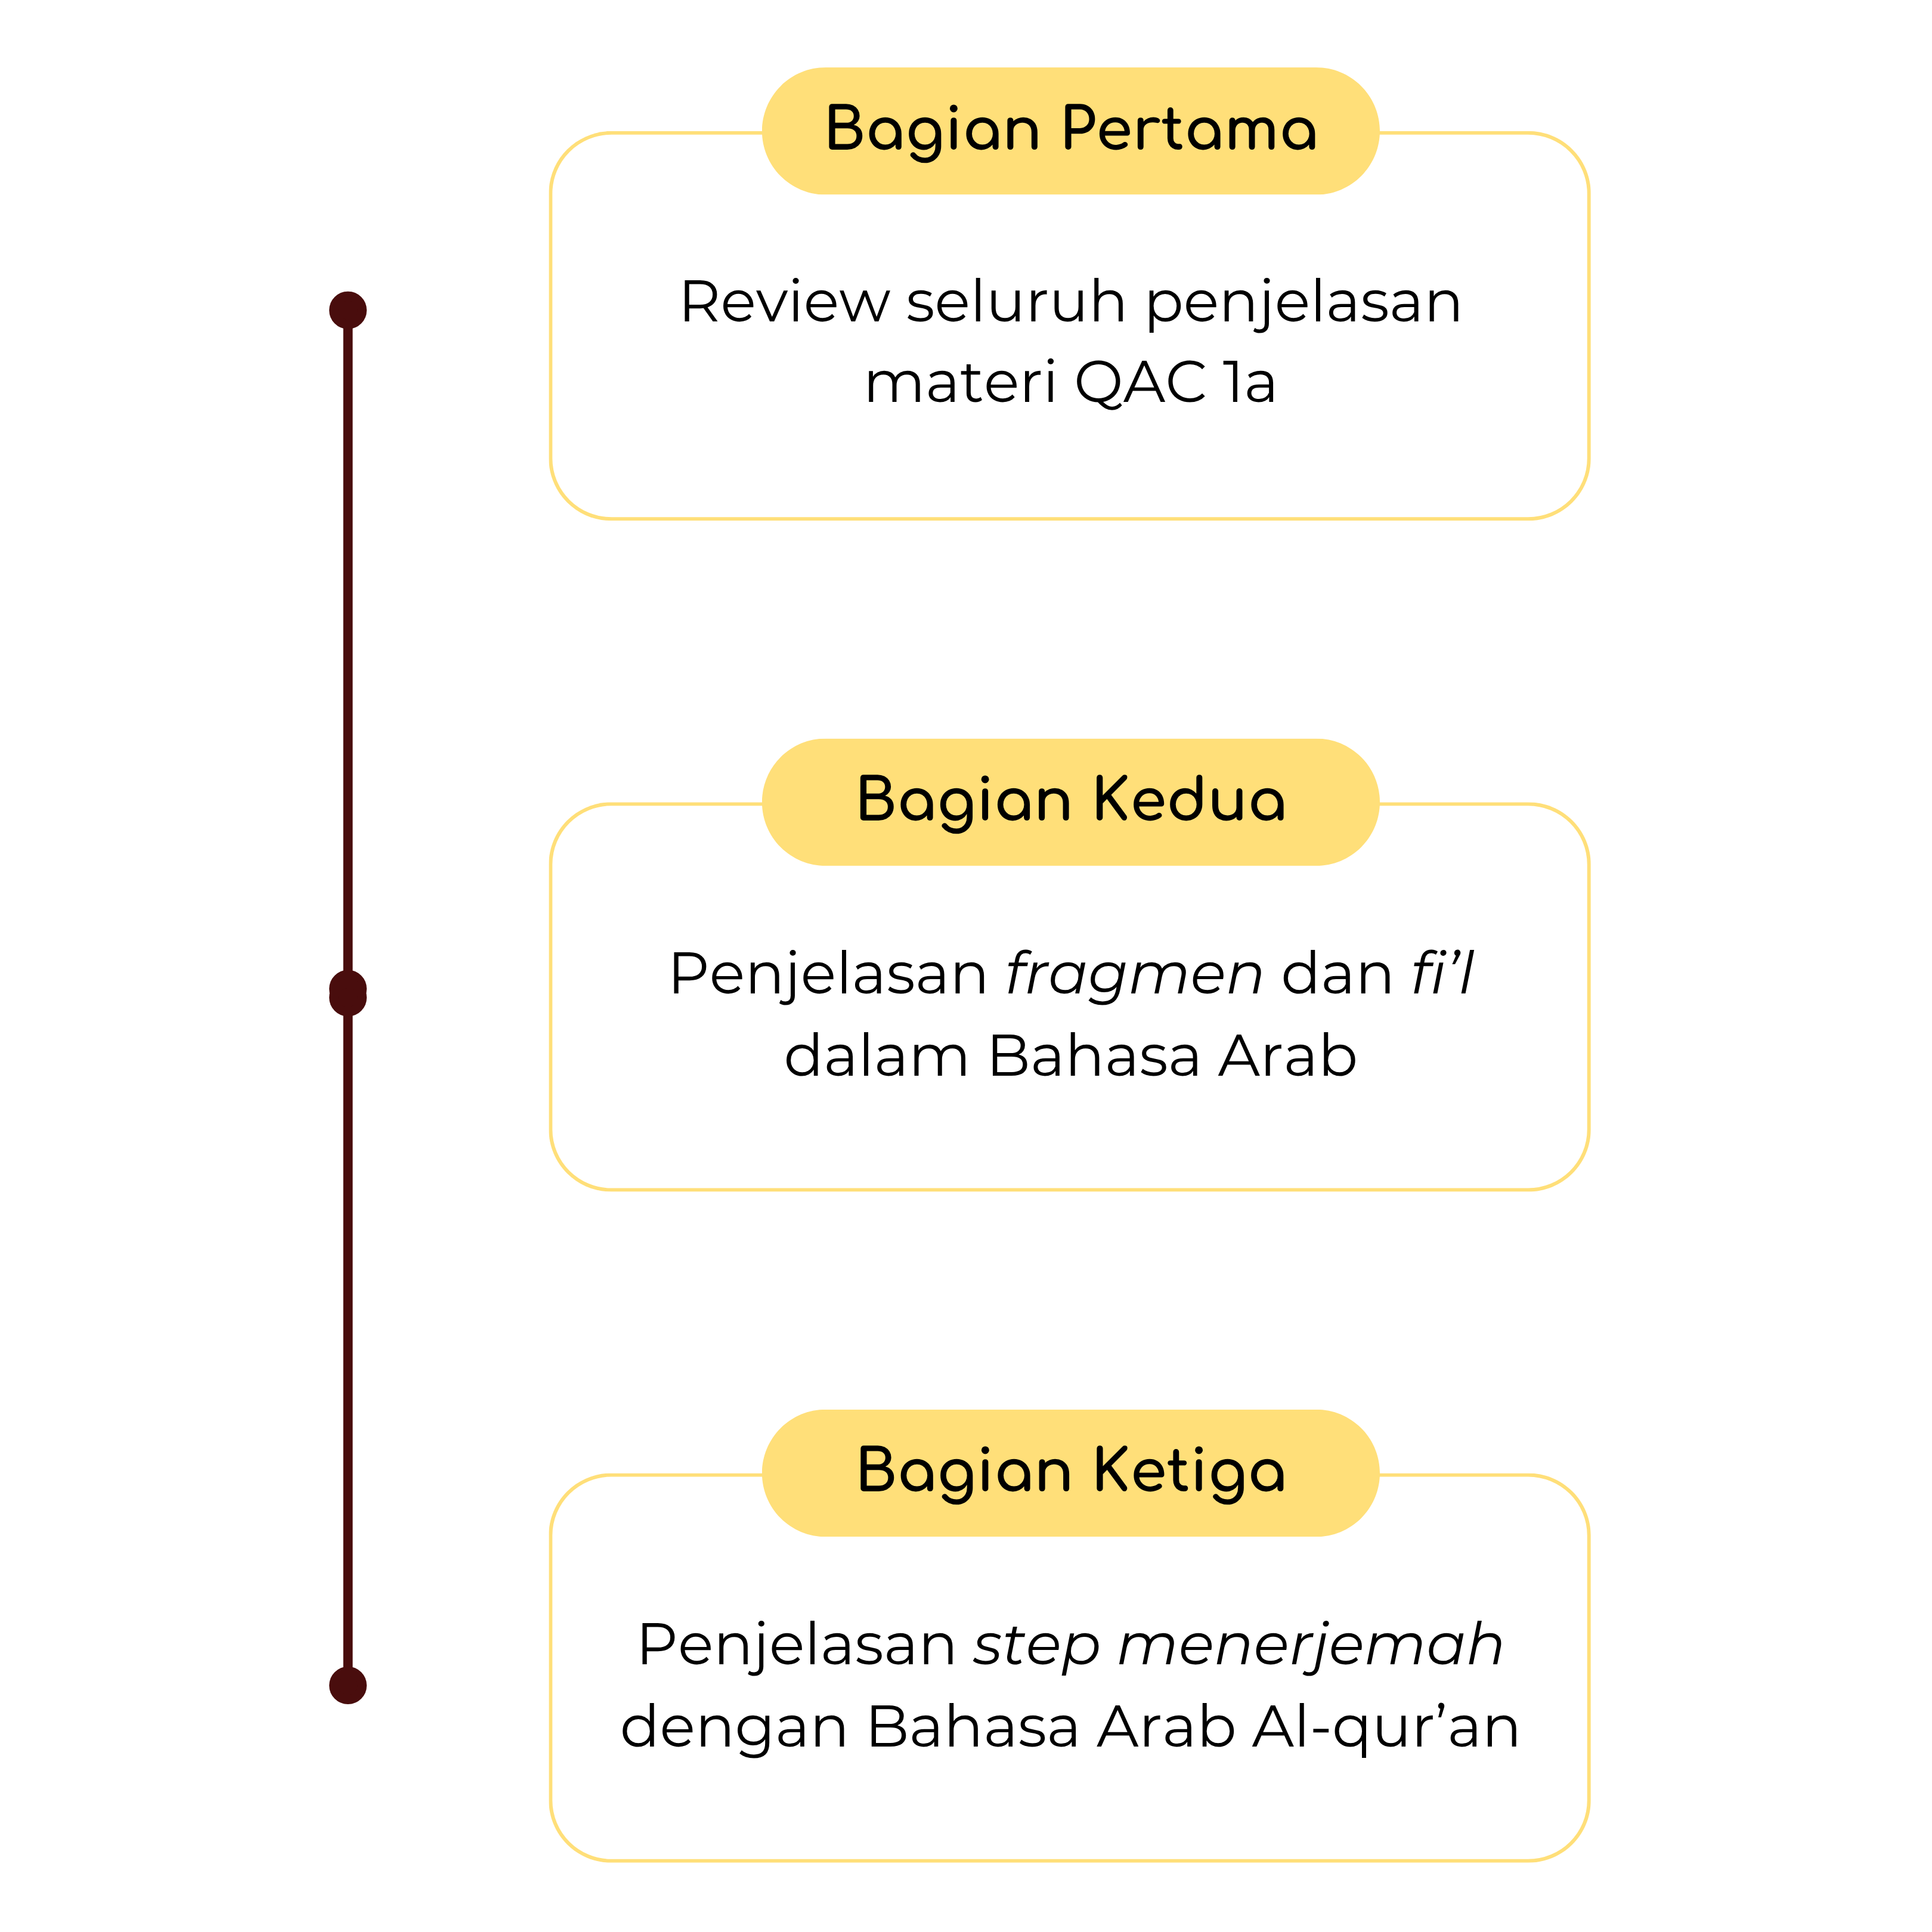 Bagian Pertama
Review seluruh penjelasan
materi QAC 1a
Bagian Kedua
Penjelasan fragmen dan fi’l
dalam Bahasa Arab
Bagian Ketiga
Penjelasan step menerjemah
dengan Bahasa Arab Al-qur’an